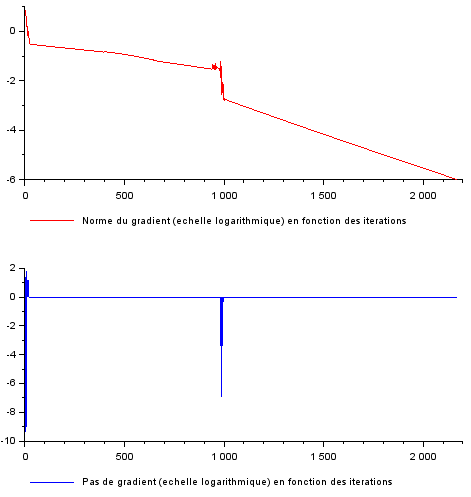 0
-2
-4
-6
0 500 1 000 1 500 2 000
Norme du gradient (echelle logarithmique) en fonction des iterations
2
0
-2
-4
-6
-8
-10
0 500 1 000 1 500 2 000
Pas de gradient (echelle logarithmique) en fonction des iterations